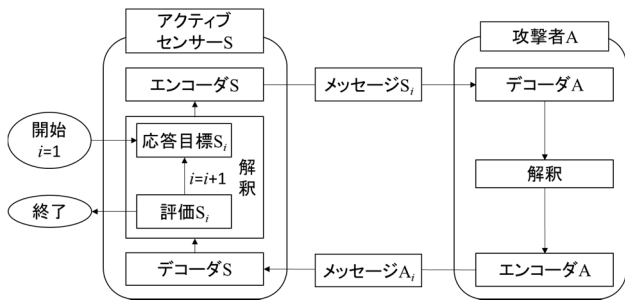 アクティブ
センサーS
攻撃者A
エンコーダS
メッセージSi
デコーダA
開始
i=1
応答目標Si
解釈
i=i+1
解釈
終了
評価Si
デコーダS
メッセージAi
エンコーダA